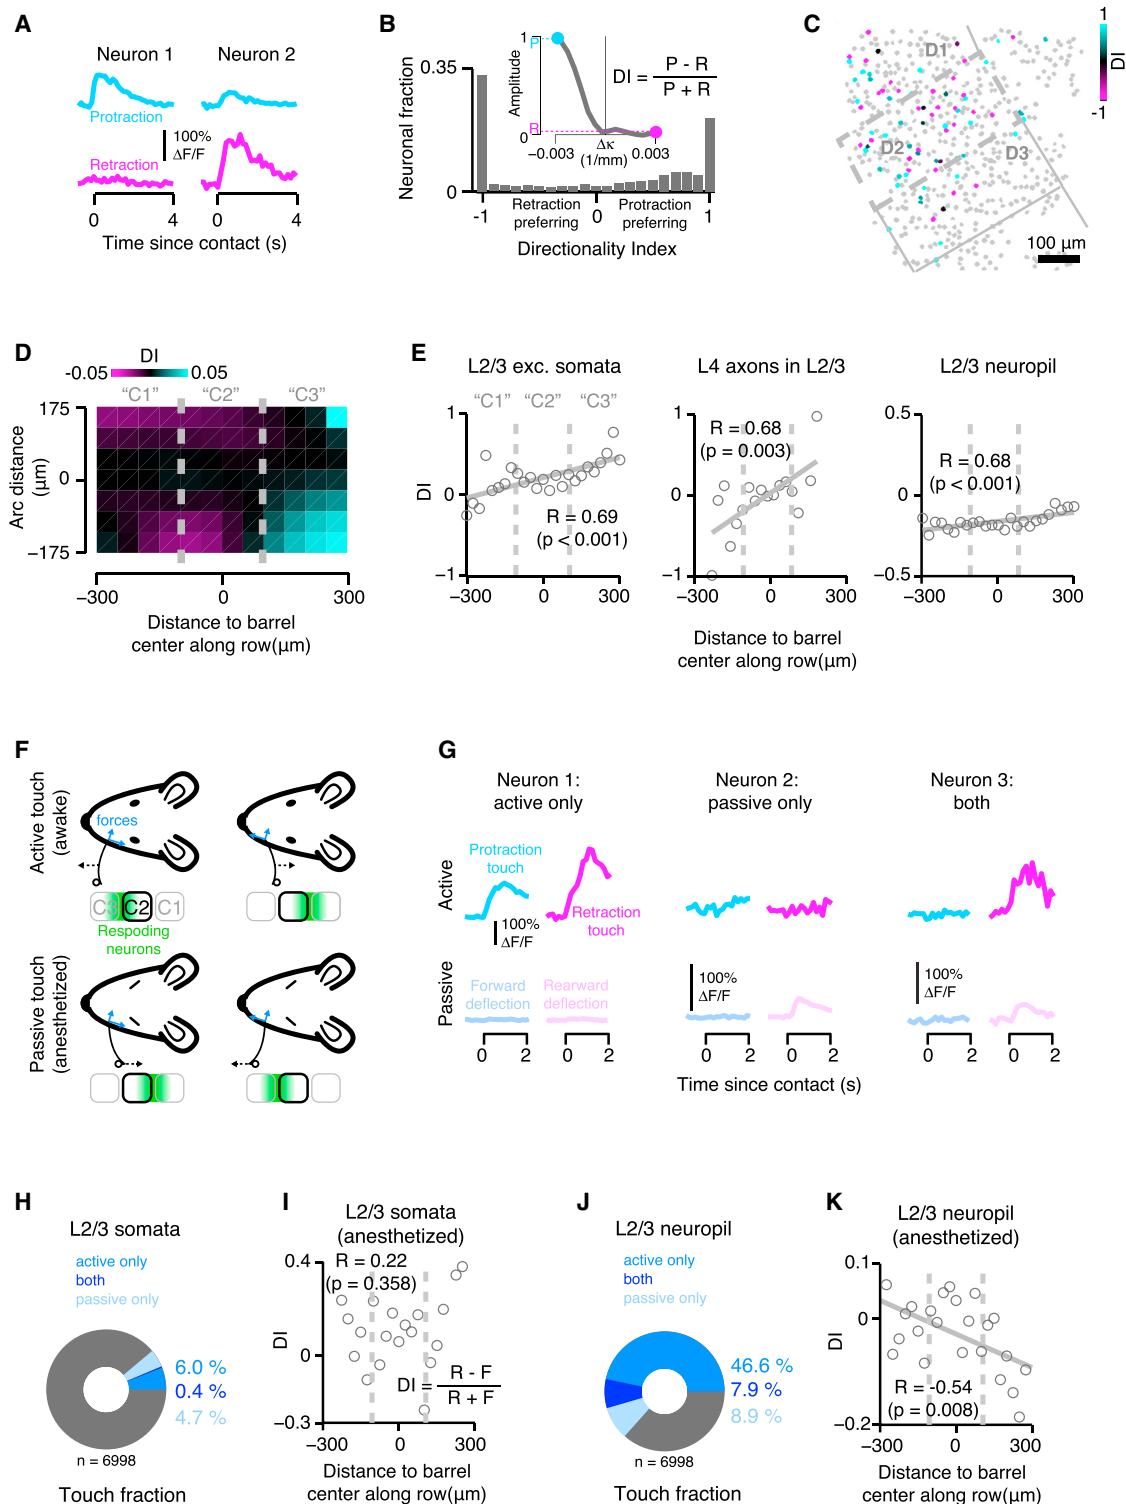 A
Neuron 1
Neuron 2
Protraction
100%
ΔF/F
Retraction
0
4
0
4
Time since contact (s)
B
Neuronal fraction
0.35
0
Amplitude
1
P
R
0
Δκ
(1/mm)
−0.003
0.003
DI = P - R
P + R
Retraction
preferring
Protraction
preferring
-1
0
1
Directionality Index
C
D1
D2
D3
1
DI
-1
100 µm
D
DI
-0.05
0.05
“C1”
“C2”
“C3”
175
0
−175
Arc distance
(µm)
−300
0
300
Distance to barrel
center along row(µm)
E
L2/3 exc. somata
“C1”
“C2”
“C3”
1
0
−1
DI
R = 0.69
(p < 0.001)
−300
0
300
L4 axons in L2/3
1
0
−1
R = 0.68
(p = 0.003)
−300
0
300
L2/3 neuropil
0.5
0
−0.5
R = 0.68
(p < 0.001)
−300
0
300
Distance to barrel
center along row(µm)
F
Active touch
(awake)
forces
C3
C2
C1
Respoding
neurons
Passive touch
(anesthetized)
G
Neuron 1:
active only
Neuron 2:
passive only
Neuron 3:
both
Active
Protraction
touch
100%
ΔF/F
Retraction
touch
Passive
Forward
deflection
Rearward
deflection
100%
ΔF/F
100%
ΔF/F
0
2
0
2
0
2
0
2
0
2
0
2
Time since contact (s)
H
L2/3 somata
active only
both
passive only
6.0 %
0.4 %
4.7 %
n = 6998
Touch fraction
I
L2/3 somata
(anesthetized)
0.4
R = 0.22
(p = 0.358)
DI
0
DI = R - F
R + F
−0.3
−300
0
300
Distance to barrel
center along row(µm)
J
L2/3 neuropil
active only
both
passive only
46.6 %
7.9 %
8.9 %
n = 6998
Touch fraction
K
L2/3 neuropil
(anesthetized)
0.1
0
DI
R = -0.54
(p = 0.008)
−0.2
−300
0
300
Distance to barrel
center along row(µm)